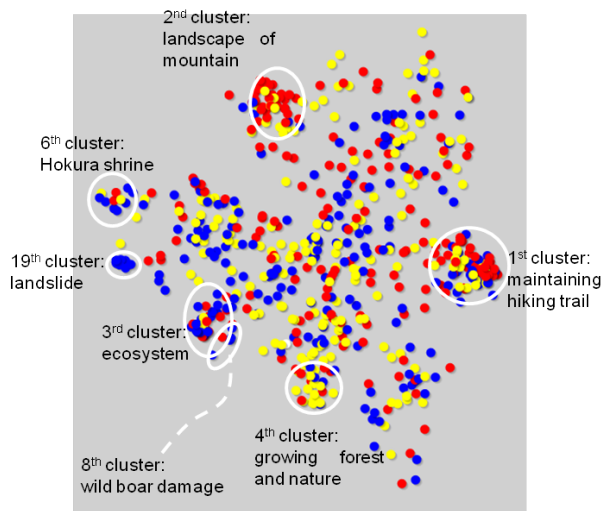 2nd cluster:
landscape of
mountain
6th cluster:
Hokura shrine
19th cluster:
landslide
1st cluster:
maintaining
hiking trail
3rd cluster:
ecosystem
4th cluster:
growing forest
and nature
8th cluster:
wild boar damage